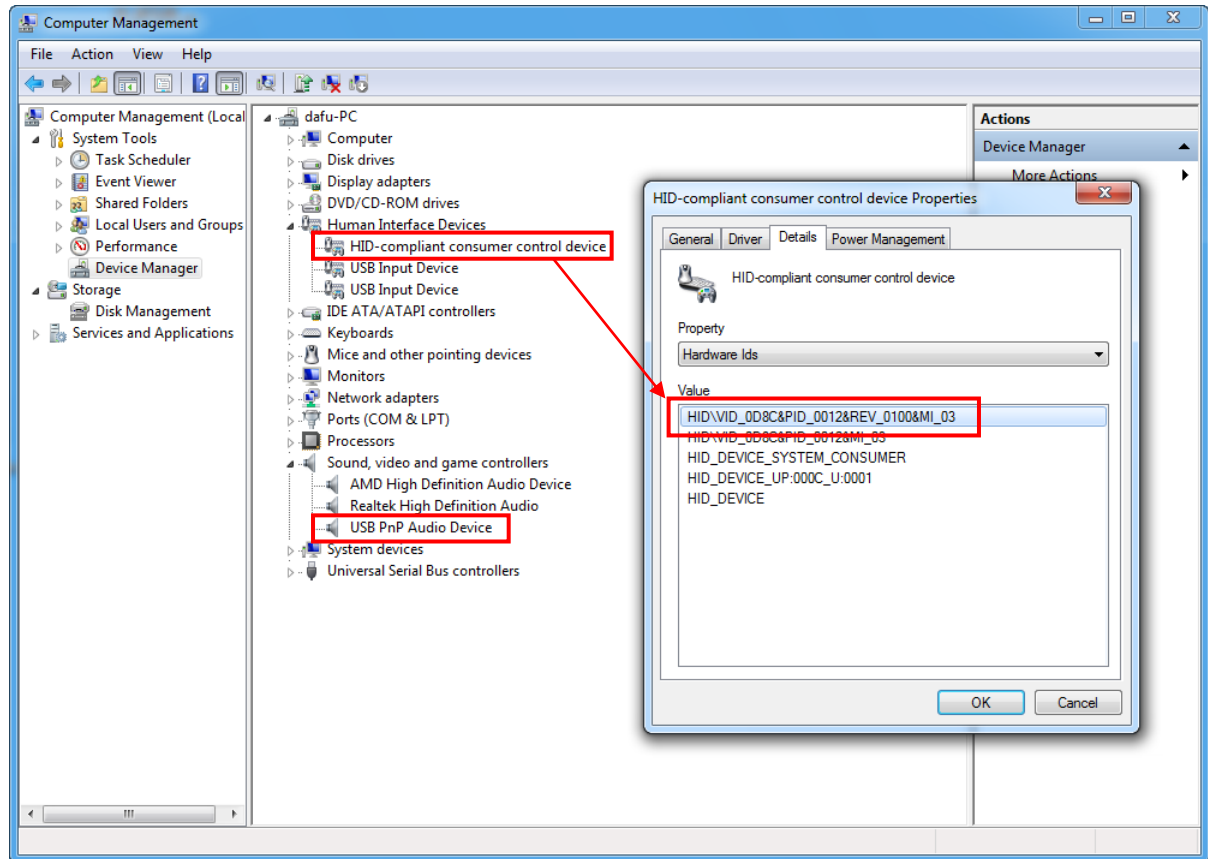 Computer Management
File Action View Help
Computer Management (Local
System Tools
Task Scheduler
Event Viewer
Shared Folders
Local Users and Groups
Performance
Device Manager
Storage
Disk Management
Services and Applications
dafu-PC
Computer
Disk drives
Display adapters
DVD/CD-ROM drives
Human Interface Devices
HID-compliant consumer control device
USB Input Device
USB Input Device
IDE ATA/ATAPI controllers
Keyboards
Mice and other pointing devices
Monitors
Network adapters
Ports (COM & LPT)
Processors
Sound, video and game controllers
AMD High Definition Audio Device
Realtek High Definition Audio
USB PnP Audio Device
System devices
Universal Serial Bus controllers
Actions
Device Manager
More Actions
HID-compliant consumer control device Properties
General Driver Details Power Management
HID-compliant consumer control device
Property
Hardware Ids
Value
HID\VID_0D8C&PID_0012&REV_0100&MI_03
HID\VID_0D8C&PID_0012&MI_03
HID_DEVICE_SYSTEM_CONSUMER
HID_DEVICE_UP:000C_U:0001
HID_DEVICE
OK Cancel